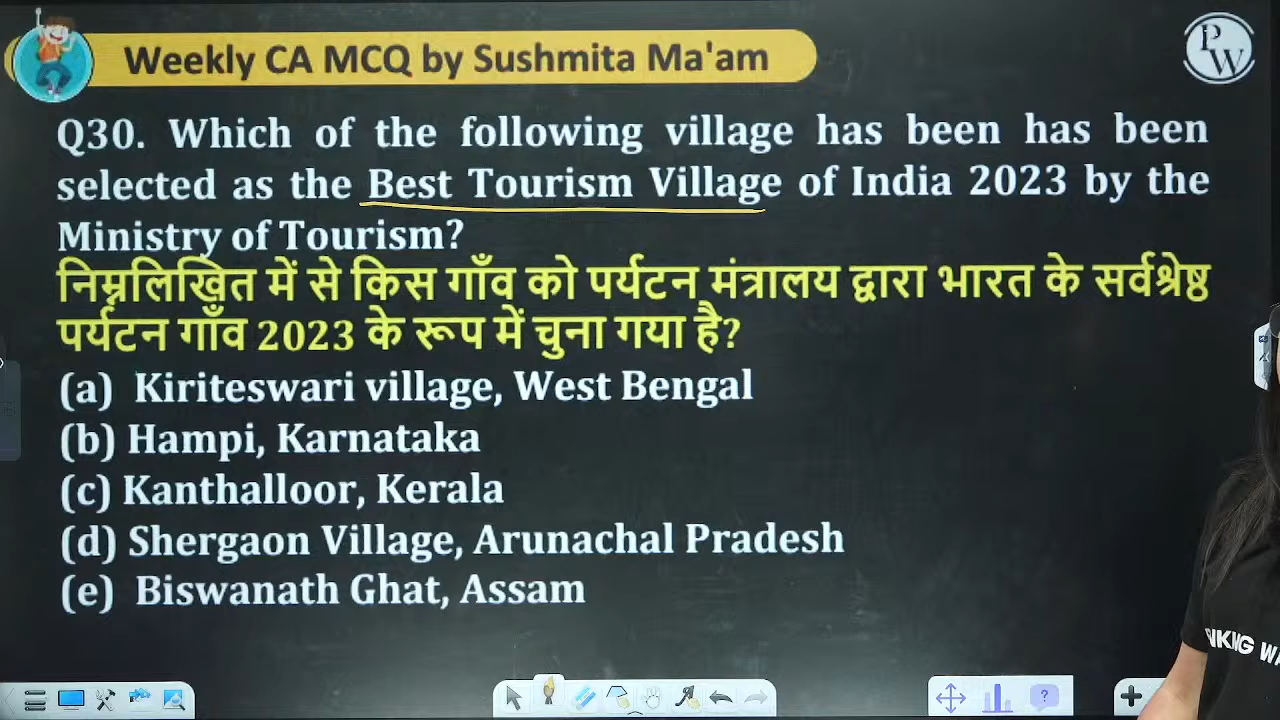 Weekly CA MCQ by Sushmita Ma'am
PW
Q30. Which of the following village has been has been
selected as the Best Tourism Village of India 2023 by the
Ministry of Tourism?
निम्नलिखित में से किस गाँव को पर्यटन मंत्रालय द्वारा भारत के सर्वश्रेष्ठ
पर्यटन गाँव 2023 के रूप में चुना गया है?
(a) Kiriteswari village, West Bengal
(b) Hampi, Karnataka
(c) Kanthalloor, Kerala
(d) Shergaon Village, Arunachal Pradesh
(e) Biswanath Ghat, Assam